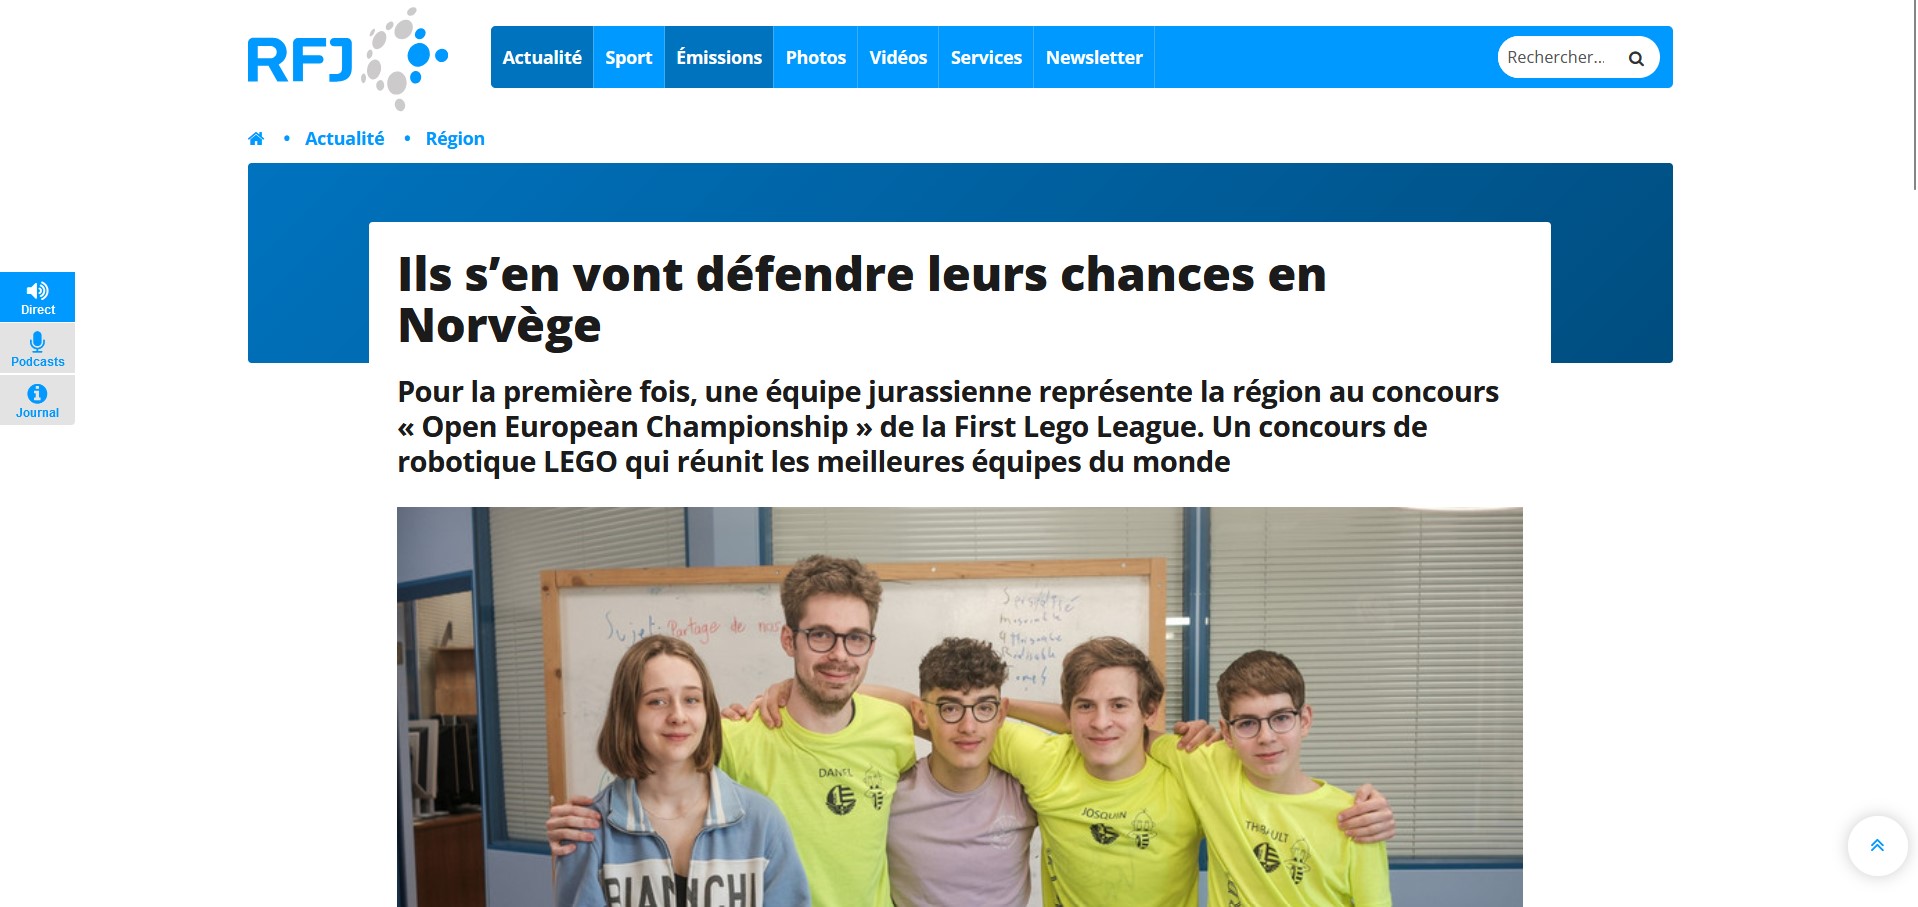 RFJ
Actualité Sport Émissions Photos Vidéos Services Newsletter
Rechercher...
• Actualité • Région
Ils s’en vont défendre leurs chances en
Norvège
Direct
Podcasts
Journal
Pour la première fois, une équipe jurassienne représente la région au concours
« Open European Championship » de la First Lego League. Un concours de
robotique LEGO qui réunit les meilleures équipes du monde
Sujet: Partage de nos
DANEL
JOSQUIN
THIBAULT
BIANCHI